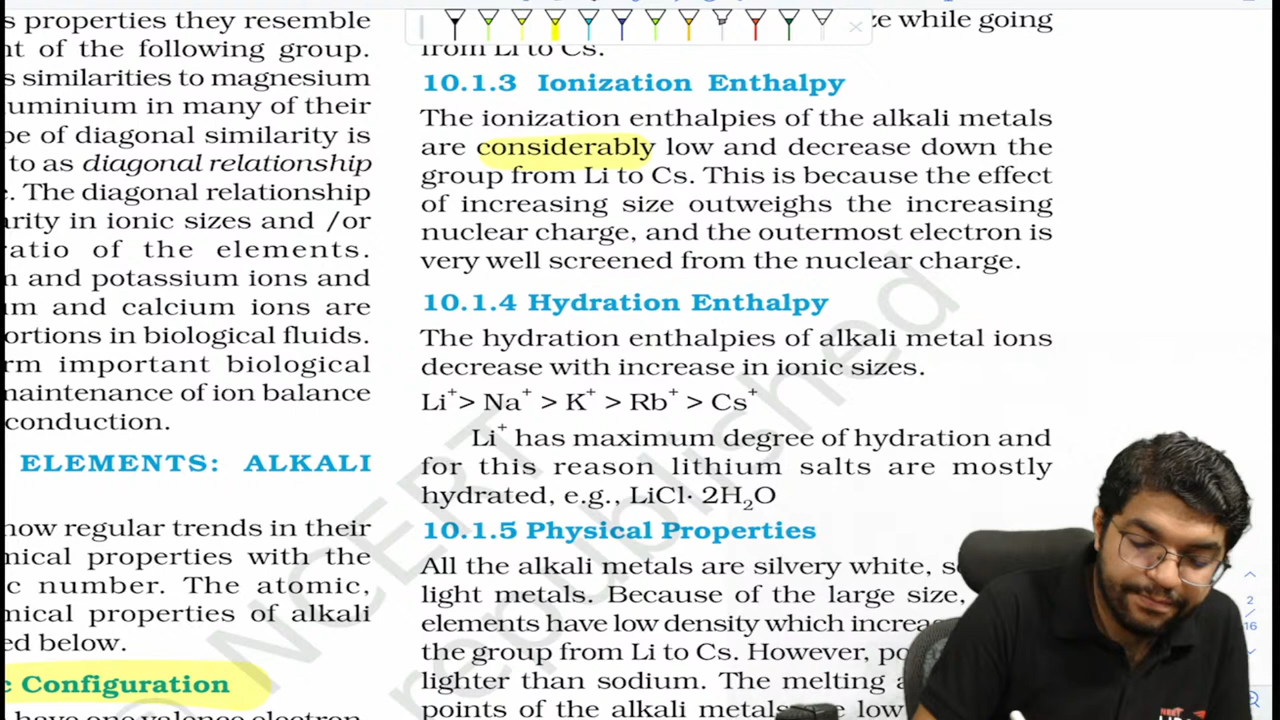 s properties they resemble
nt of the following group.
s similarities to magnesium
uminium in many of their
pe of diagonal similarity is
to as diagonal relationship
. The diagonal relationship
arity in ionic sizes and /or
ratio of the elements.
n and potassium ions and
um and calcium ions are
ortions in biological fluids.
rm important biological
maintenance of ion balance
conduction.
ELEMENTS: ALKALI
now regular trends in their
mical properties with the
c number. The atomic,
mical properties of alkali
ed below.
c Configuration
have one valence electron
ze while going
from Li to Cs.
10.1.3 Ionization Enthalpy
The ionization enthalpies of the alkali metals
are considerably low and decrease down the
group from Li to Cs. This is because the effect
of increasing size outweighs the increasing
nuclear charge, and the outermost electron is
very well screened from the nuclear charge.
10.1.4 Hydration Enthalpy
The hydration enthalpies of alkali metal ions
decrease with increase in ionic sizes.
Li⁺> Na⁺ > K⁺ > Rb⁺ > Cs⁺
Li⁺ has maximum degree of hydration and
for this reason lithium salts are mostly
hydrated, e.g., LiCl· 2H₂O
10.1.5 Physical Properties
All the alkali metals are silvery white, s
light metals. Because of the large size,
elements have low density which increa
the group from Li to Cs. However, po
lighter than sodium. The melting a
points of the alkali metals low
© NCERT
republished
2
/
16